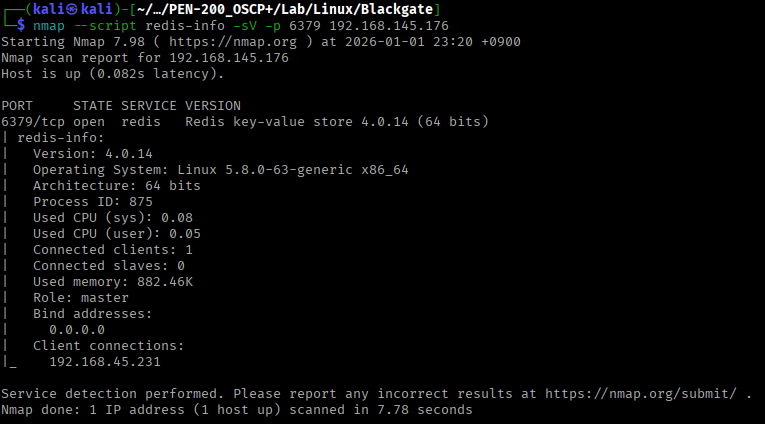 ┌──(kali㉿kali)-[~/…/PEN-200_OSCP+/Lab/Linux/Blackgate]
└─$ nmap --script redis-info -sV -p 6379 192.168.145.176
Starting Nmap 7.98 ( https://nmap.org ) at 2026-01-01 23:20 +0900
Nmap scan report for 192.168.145.176
Host is up (0.082s latency).

PORT     STATE SERVICE VERSION
6379/tcp open  redis   Redis key-value store 4.0.14 (64 bits)
| redis-info:
|   Version: 4.0.14
|   Operating System: Linux 5.8.0-63-generic x86_64
|   Architecture: 64 bits
|   Process ID: 875
|   Used CPU (sys): 0.08
|   Used CPU (user): 0.05
|   Connected clients: 1
|   Connected slaves: 0
|   Used memory: 882.46K
|   Role: master
|   Bind addresses:
|     0.0.0.0
|   Client connections:
|_    192.168.45.231

Service detection performed. Please report any incorrect results at https://nmap.org/submit/ .
Nmap done: 1 IP address (1 host up) scanned in 7.78 seconds